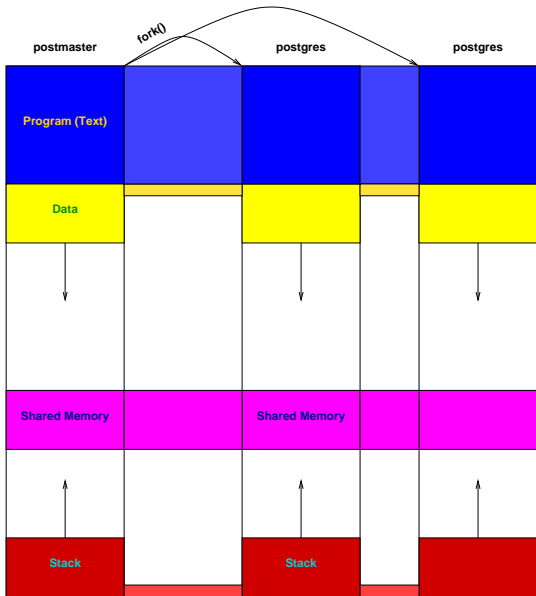 fork()
postmaster postgres postgres
Program (Text)
Data
Shared Memory Shared Memory
Stack Stack